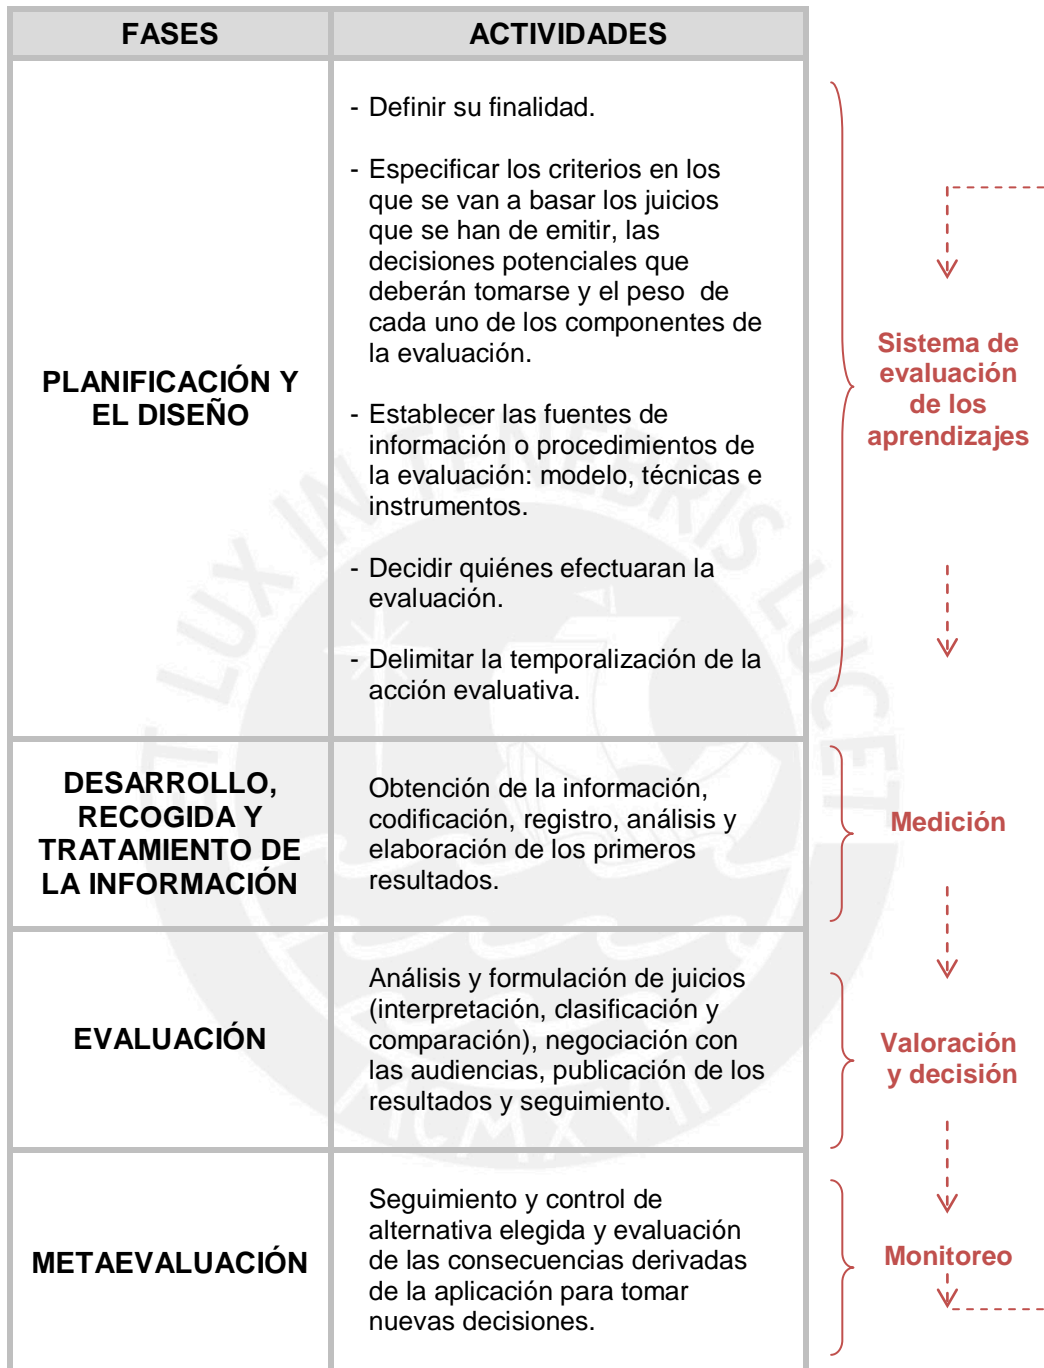 FASES
ACTIVIDADES
PLANIFICACIÓN Y
EL DISEÑO
- Definir su finalidad.
- Especificar los criterios en los
que se van a basar los juicios
que se han de emitir, las
decisiones potenciales que
deberán tomarse y el peso de
cada uno de los componentes de
la evaluación.
- Establecer las fuentes de
información o procedimientos de
la evaluación: modelo, técnicas e
instrumentos.
- Decidir quiénes efectuaran la
evaluación.
- Delimitar la temporalización de la
acción evaluativa.
Sistema de
evaluación
de los
aprendizajes
DESARROLLO,
RECOGIDA Y
TRATAMIENTO DE
LA INFORMACIÓN
Obtención de la información,
codificación, registro, análisis y
elaboración de los primeros
resultados.
Medición
EVALUACIÓN
Análisis y formulación de juicios
(interpretación, clasificación y
comparación), negociación con
las audiencias, publicación de los
resultados y seguimiento.
Valoración
y decisión
METAEVALUACIÓN
Seguimiento y control de
alternativa elegida y evaluación
de las consecuencias derivadas
de la aplicación para tomar
nuevas decisiones.
Monitoreo
ET LUX IN TENEBRIS LUCET
MCMXVII